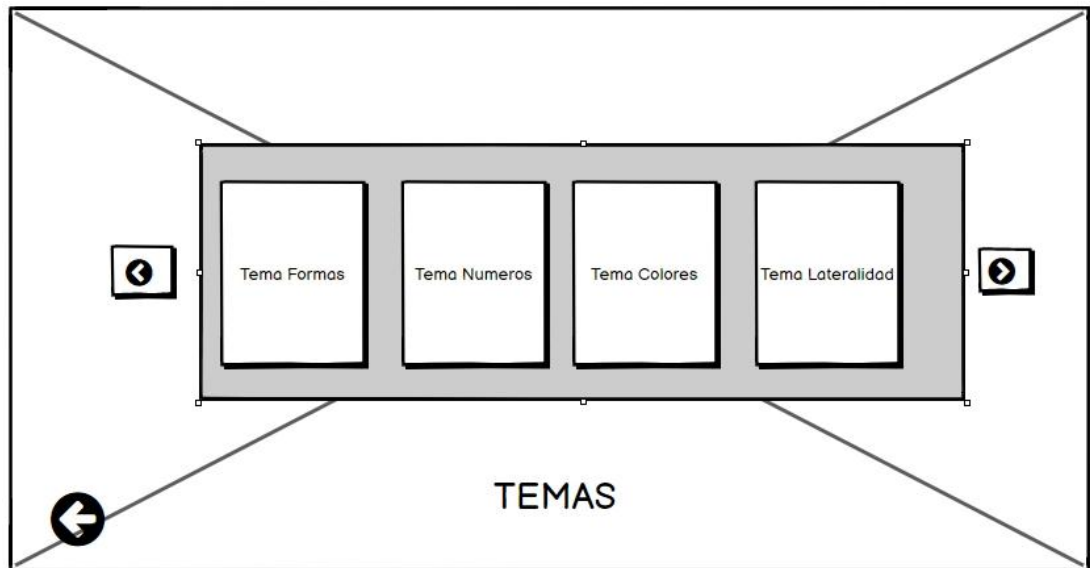 Tema Formas
Tema Numeros
Tema Colores
Tema Lateralidad
TEMAS